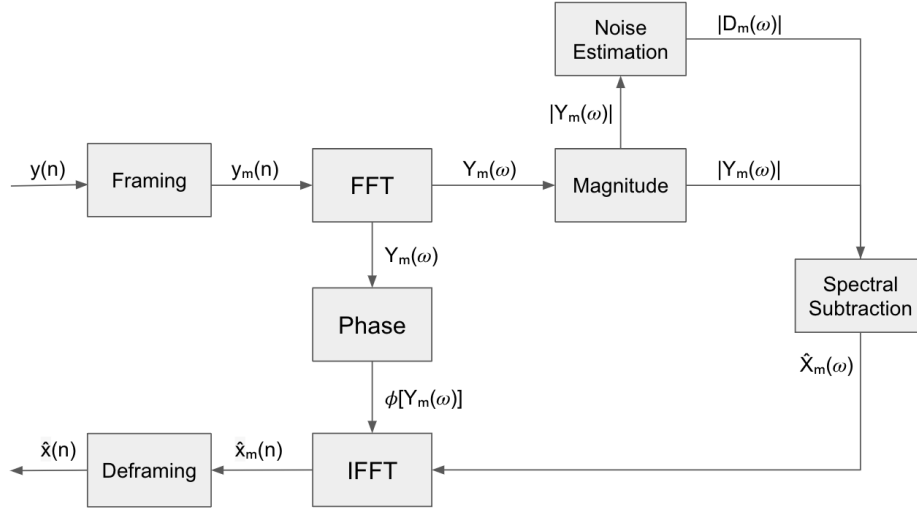 Noise
Estimation
|Dₘ(ω)|
|Yₘ(ω)|
y(n)
Framing
yₘ(n)
FFT
Yₘ(ω)
Magnitude
|Yₘ(ω)|
Yₘ(ω)
Spectral
Subtraction
Phase
X̂ₘ(ω)
ϕ[Yₘ(ω)]
x̂(n)
Deframing
x̂ₘ(n)
IFFT